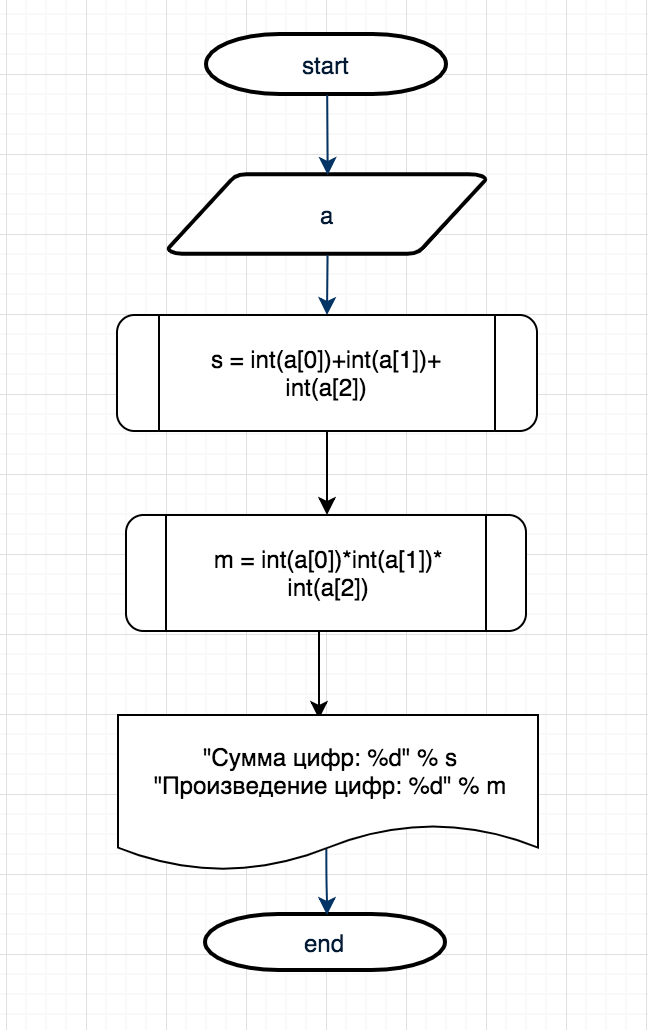 start
a
s = int(a[0])+int(a[1])+
int(a[2])
m = int(a[0])*int(a[1])*
int(a[2])
"Сумма цифр: %d" % s
"Произведение цифр: %d" % m
end